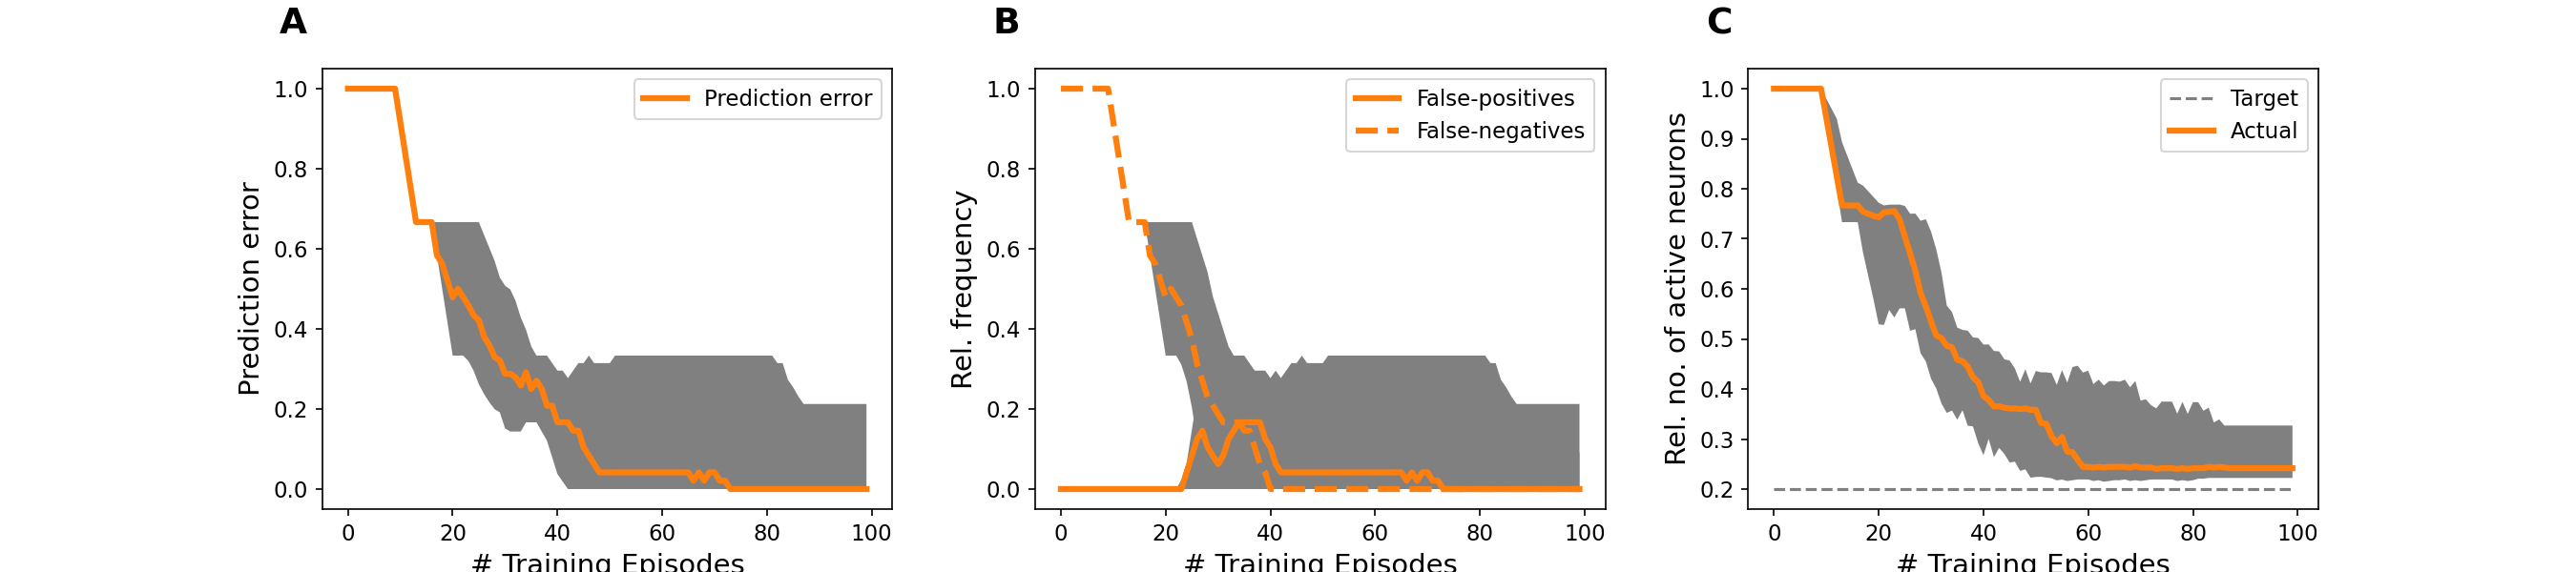 A
B
C
Prediction error
1.0
0.8
0.6
0.4
0.2
0.0
Prediction error
0
20
40
60
80
100
# Training Episodes
Rel. frequency
1.0
0.8
0.6
0.4
0.2
0.0
False-positives
False-negatives
0
20
40
60
80
100
# Training Episodes
Rel. no. of active neurons
1.0
0.9
0.8
0.7
0.6
0.5
0.4
0.3
0.2
Target
Actual
0
20
40
60
80
100
# Training Episodes